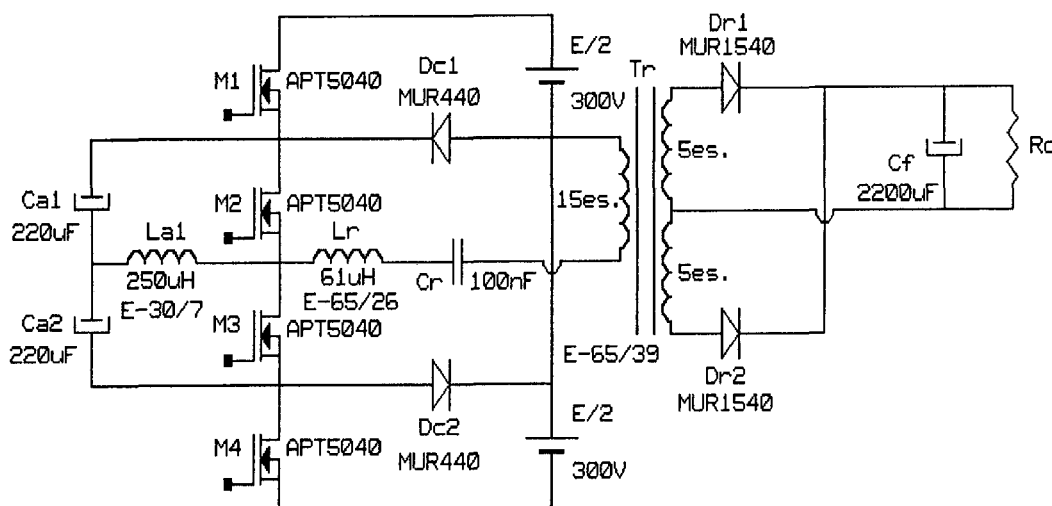 Dr1
MUR1540
E/2
M1
APT5040
Dc1
MUR440
Tr
300V
5es.
Ro
Ca1
220uF
M2
APT5040
15es.
Cf
2200uF
La1
250uH
E-30/7
Lr
61uH
E-65/26
Cr
100nF
5es.
Ca2
220uF
M3
APT5040
E-65/39
Dr2
MUR1540
E/2
Dc2
MUR440
M4
APT5040
300V